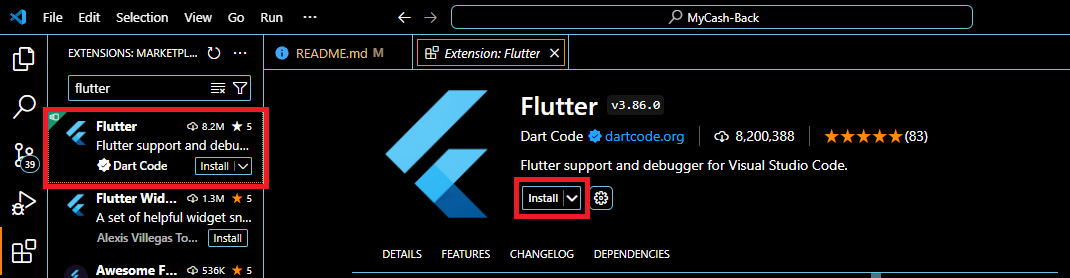 File Edit Selection View Go Run ... MyCash-Back
EXTENSIONS: MARKETPL...
flutter
Flutter 8.2M 5
Flutter support and debu...
Dart Code Install
Flutter Wid... 1.3M 5
A set of helpful widget sn...
Alexis Villegas To... Install
Awesome F... 536K 5
39
README.md M Extension: Flutter
Flutter v3.86.0
Dart Code dartcode.org 8,200,388 (83)
Flutter support and debugger for Visual Studio Code.
Install
DETAILS FEATURES CHANGELOG DEPENDENCIES